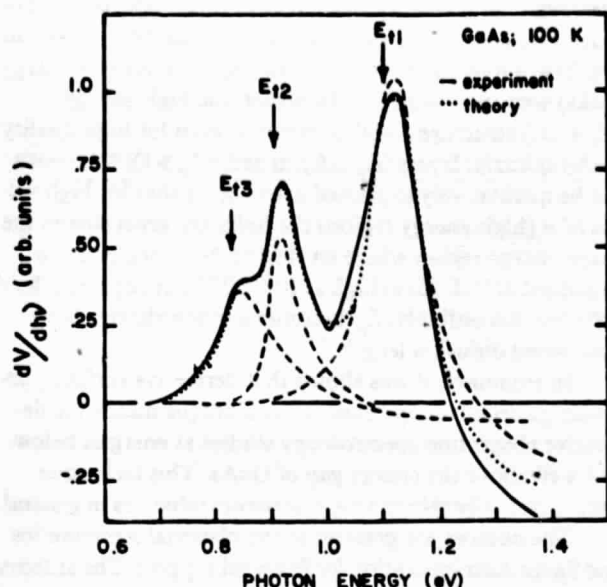 Et1
GaAs; 100 K
experiment
theory
Et2
Et3
1.0
.75
.50
.25
0
.25
dV/dhν (arb. units)
0.6 0.8 1.0 1.2 1.4
PHOTON ENERGY (eV)